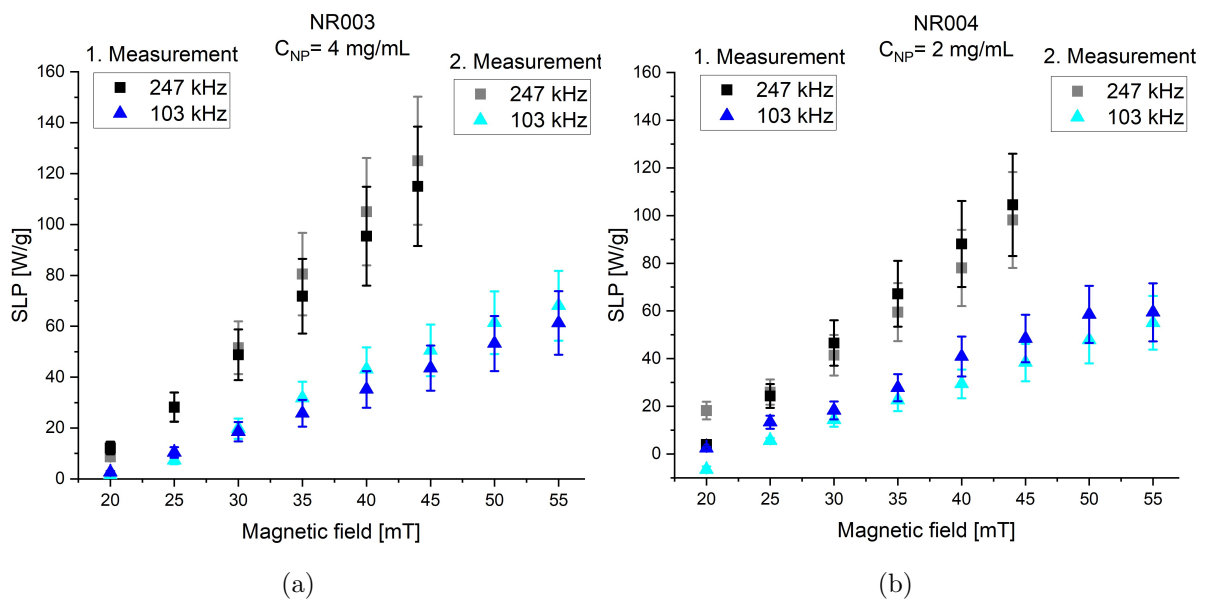 NR003
C_NP= 4 mg/mL
1. Measurement
247 kHz
103 kHz
2. Measurement
247 kHz
103 kHz
SLP [W/g]
160
140
120
100
80
60
40
20
0
20 25 30 35 40 45 50 55
Magnetic field [mT]
(a)
NR004
C_NP= 2 mg/mL
1. Measurement
247 kHz
103 kHz
2. Measurement
247 kHz
103 kHz
SLP [W/g]
160
140
120
100
80
60
40
20
0
20 25 30 35 40 45 50 55
Magnetic field [mT]
(b)